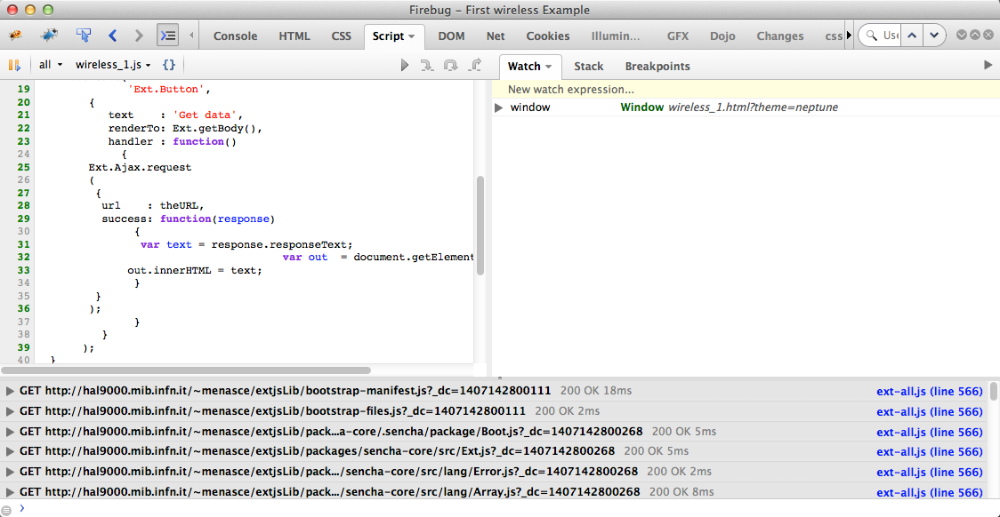 Firebug – First wireless Example
Console HTML CSS Script DOM Net Cookies Illumin... GFX Dojo Changes css
all wireless_1.js {} Watch Stack Breakpoints
New watch expression...
window Window wireless_1.html?theme=neptune
19 'Ext.Button',
20 {
21 text : 'Get data',
22 renderTo: Ext.getBody(),
23 handler : function()
24 {
25 Ext.Ajax.request
26 (
27 {
28 url : theURL,
29 success: function(response)
30 {
31 var text = response.responseText;
32 var out = document.getElement
33 out.innerHTML = text;
34 }
35 }
36 );
37 }
38 }
39 );
40 }
GET http://hal9000.mib.infn.it/~menasce/extjsLib/bootstrap-manifest.js?_dc=1407142800111 200 OK 18ms ext-all.js (line 566)
GET http://hal9000.mib.infn.it/~menasce/extjsLib/bootstrap-files.js?_dc=1407142800111 200 OK 2ms ext-all.js (line 566)
GET http://hal9000.mib.infn.it/~menasce/extjsLib/pack...a-core/.sencha/package/Boot.js?_dc=1407142800268 200 OK 5ms ext-all.js (line 566)
GET http://hal9000.mib.infn.it/~menasce/extjsLib/packages/sencha-core/src/Ext.js?_dc=1407142800268 200 OK 5ms ext-all.js (line 566)
GET http://hal9000.mib.infn.it/~menasce/extjsLib/pack.../sencha-core/src/lang/Error.js?_dc=1407142800268 200 OK 2ms ext-all.js (line 566)
GET http://hal9000.mib.infn.it/~menasce/extjsLib/pack.../sencha-core/src/lang/Array.js?_dc=1407142800268 200 OK 8ms ext-all.js (line 566)